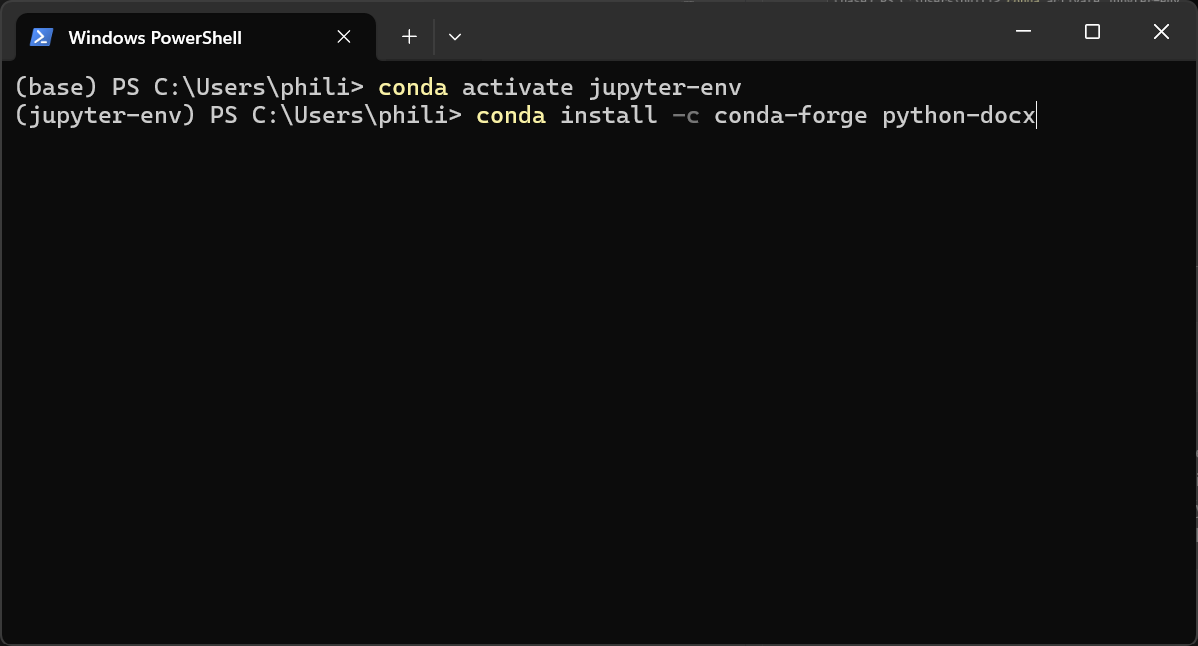 Windows PowerShell
(base) PS C:\Users\phili> conda activate jupyter-env
(jupyter-env) PS C:\Users\phili> conda install -c conda-forge python-docx